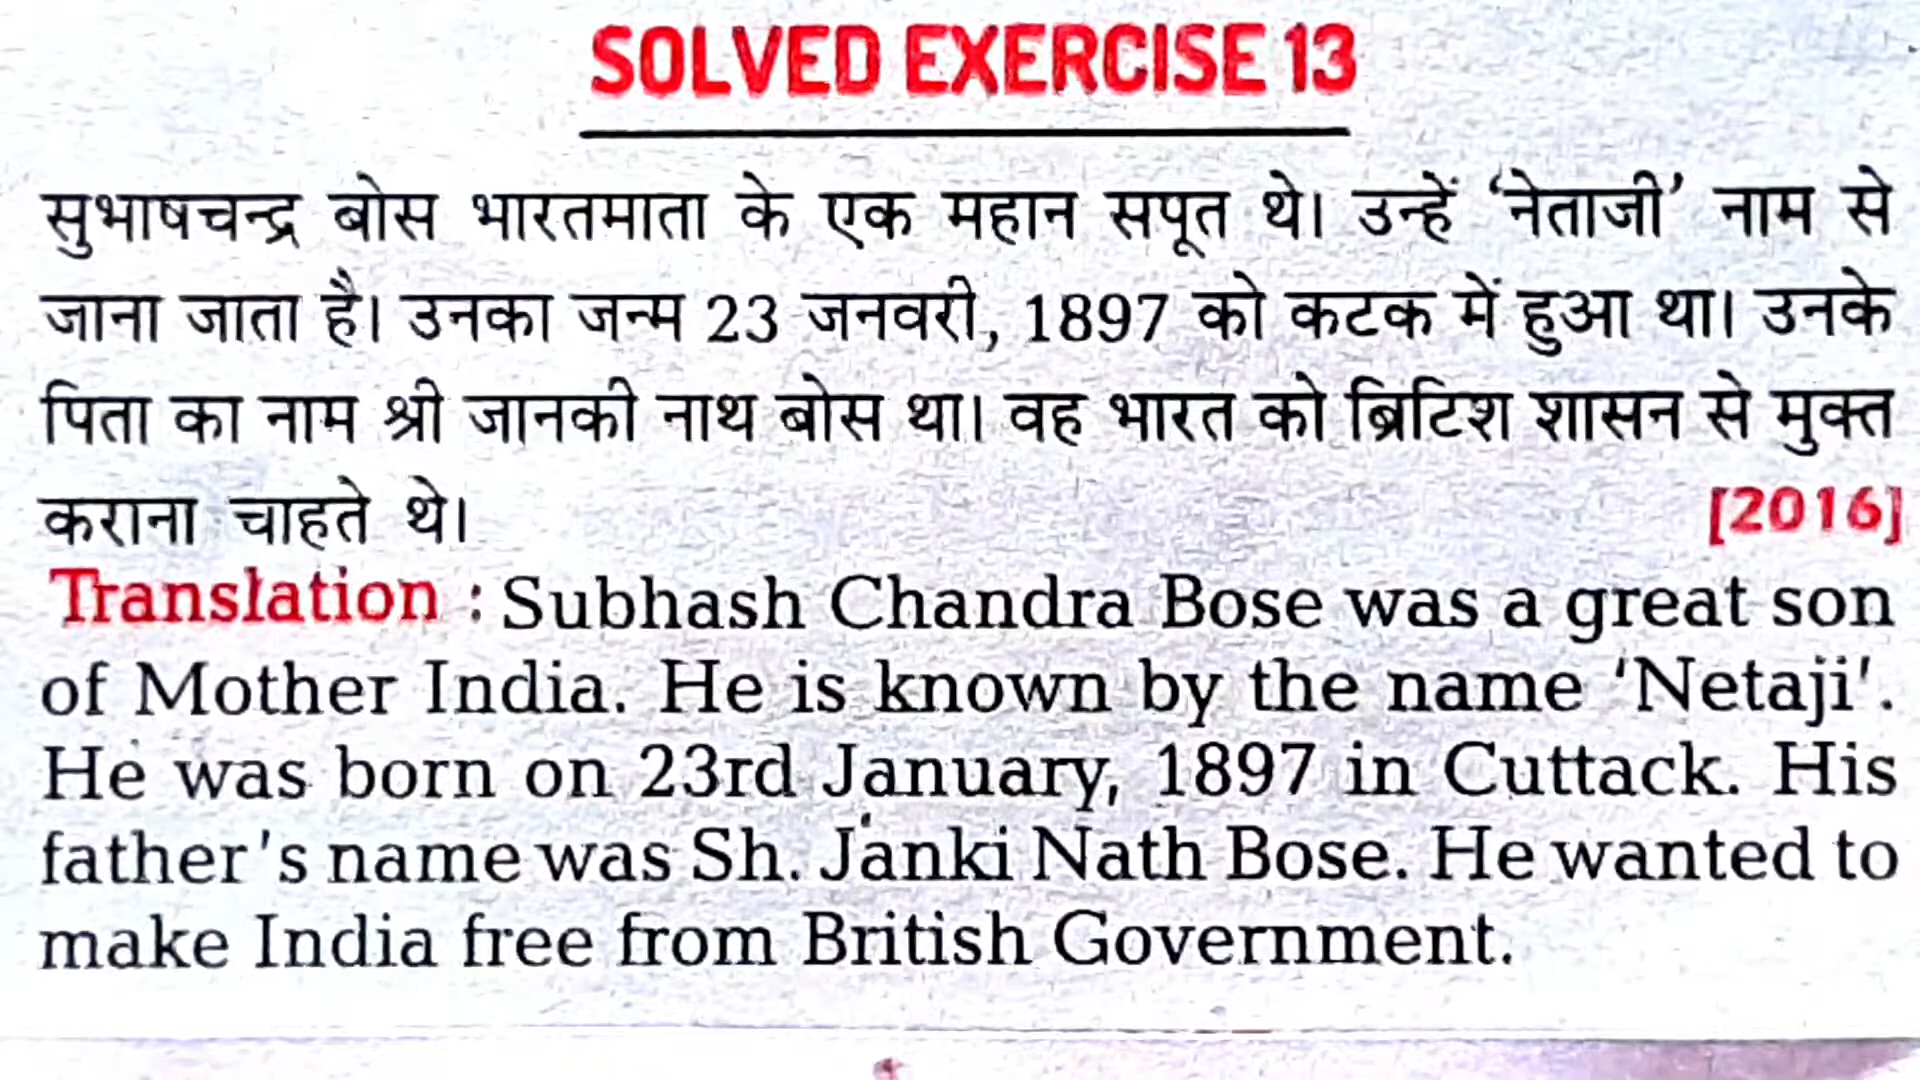 SOLVED EXERCISE 13
सुभाषचन्द्र बोस भारतमाता के एक महान सपूत थे। उन्हें ‘नेताजी’ नाम से
जाना जाता है। उनका जन्म 23 जनवरी, 1897 को कटक में हुआ था। उनके
पिता का नाम श्री जानकी नाथ बोस था। वह भारत को ब्रिटिश शासन से मुक्त
कराना चाहते थे। [2016]
Translation : Subhash Chandra Bose was a great son
of Mother India. He is known by the name ‘Netaji'.
He was born on 23rd January, 1897 in Cuttack. His
father's name was Sh. Janki Nath Bose. He wanted to
make India free from British Government.